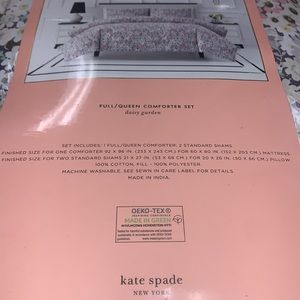 FULL/QUEEN COMFORTER SET
daisy garden
SET INCLUDES: 1 FULL/QUEEN COMFORTER; 2 STANDARD SHAMS.
FINISHED SIZE FOR ONE COMFORTER 92 X 96 IN. (233 X 243 CM.) FOR 60 X 80 IN. (152 X 203 CM.) MATTRESS.
FINISHED SIZE FOR TWO STANDARD SHAMS 21 X 27 IN. (53 X 68 CM.) FOR 20 X 26 IN. (50 X 66 CM.) PILLOW.
100% COTTON, FILL - 100% POLYESTER.
MACHINE WASHABLE. SEE SEWN IN CARE LABEL FOR DETAILS.
MADE IN INDIA.
OEKO-TEX®
INSPIRING CONFIDENCE
MADE IN GREEN
kate spade
NEW YORK